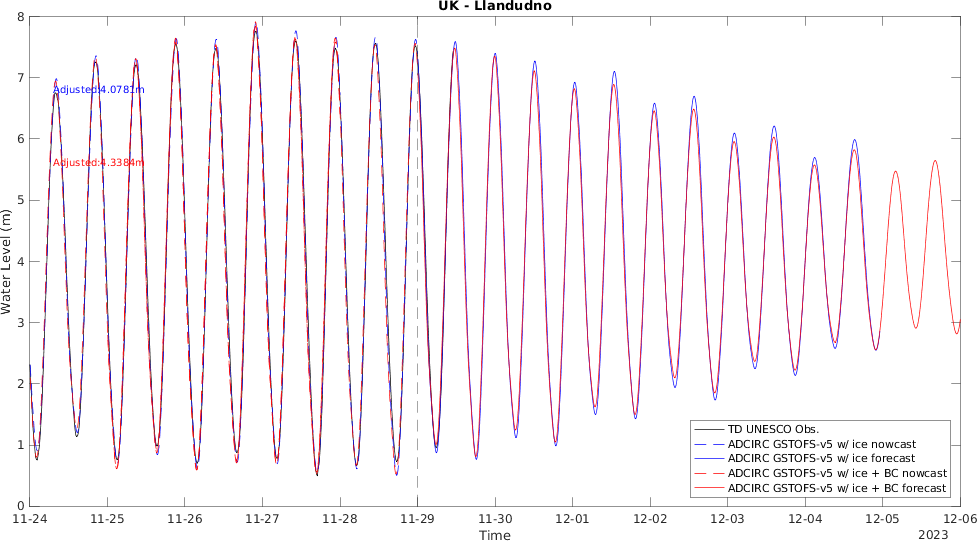 UK - Llandudno
8
7
6
5
4
3
2
1
0
Water Level (m)
Adjusted:4.0781m
Adjusted:4.3384m
TD UNESCO Obs.
ADCIRC GSTOFS-v5 w/ ice nowcast
ADCIRC GSTOFS-v5 w/ ice forecast
ADCIRC GSTOFS-v5 w/ ice + BC nowcast
ADCIRC GSTOFS-v5 w/ ice + BC forecast
11-24 11-25 11-26 11-27 11-28 11-29 11-30 12-01 12-02 12-03 12-04 12-05 12-06
Time
2023